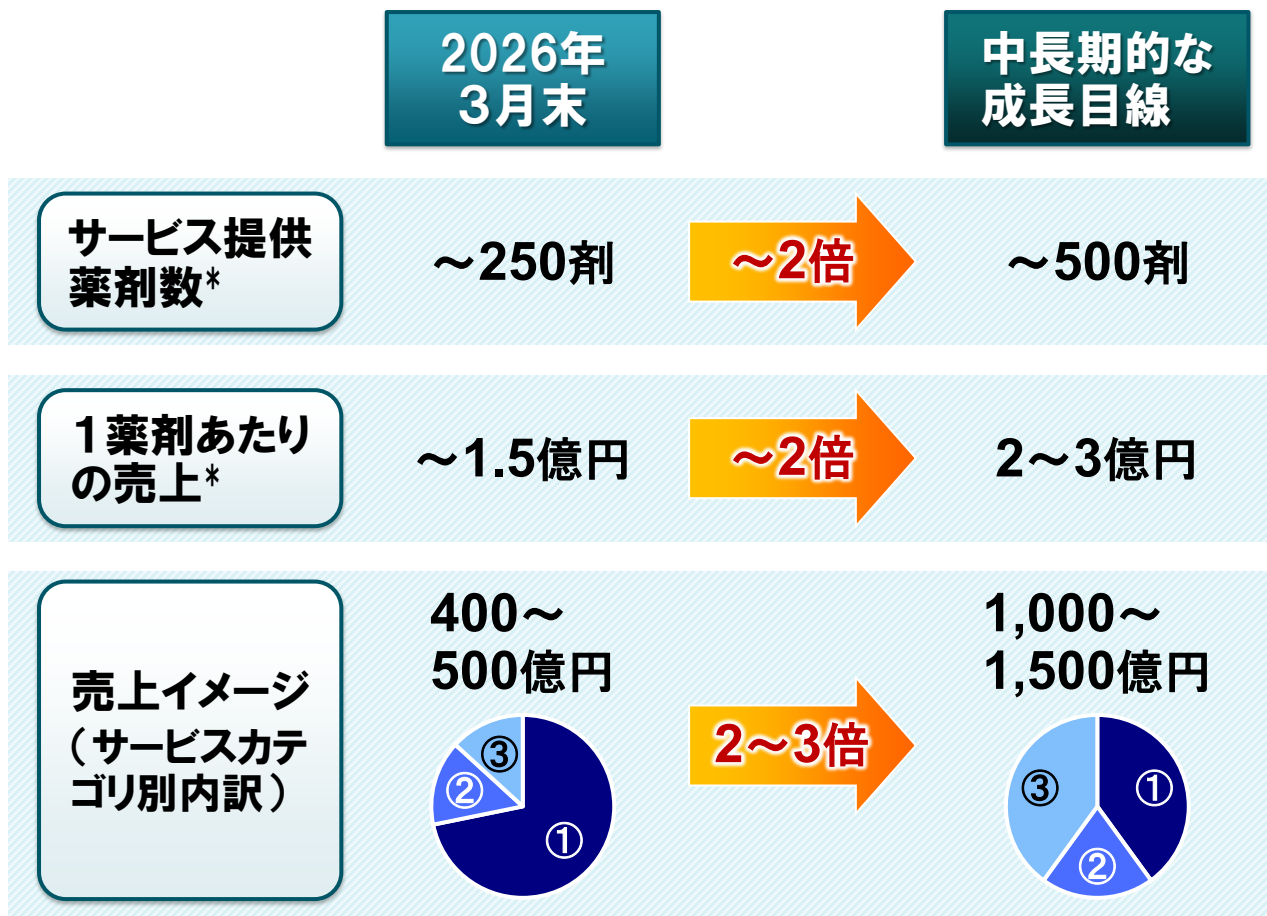 2026年
3月末
中長期的な
成長目線
サービス提供
薬剤数*
～250剤
～2倍
～500剤
1薬剤あたり
の売上*
～1.5億円
～2倍
2～3億円
売上イメージ
（サービスカテ
ゴリ別内訳）
400～
500億円
③
②
①
2～3倍
1,000～
1,500億円
③
①
②